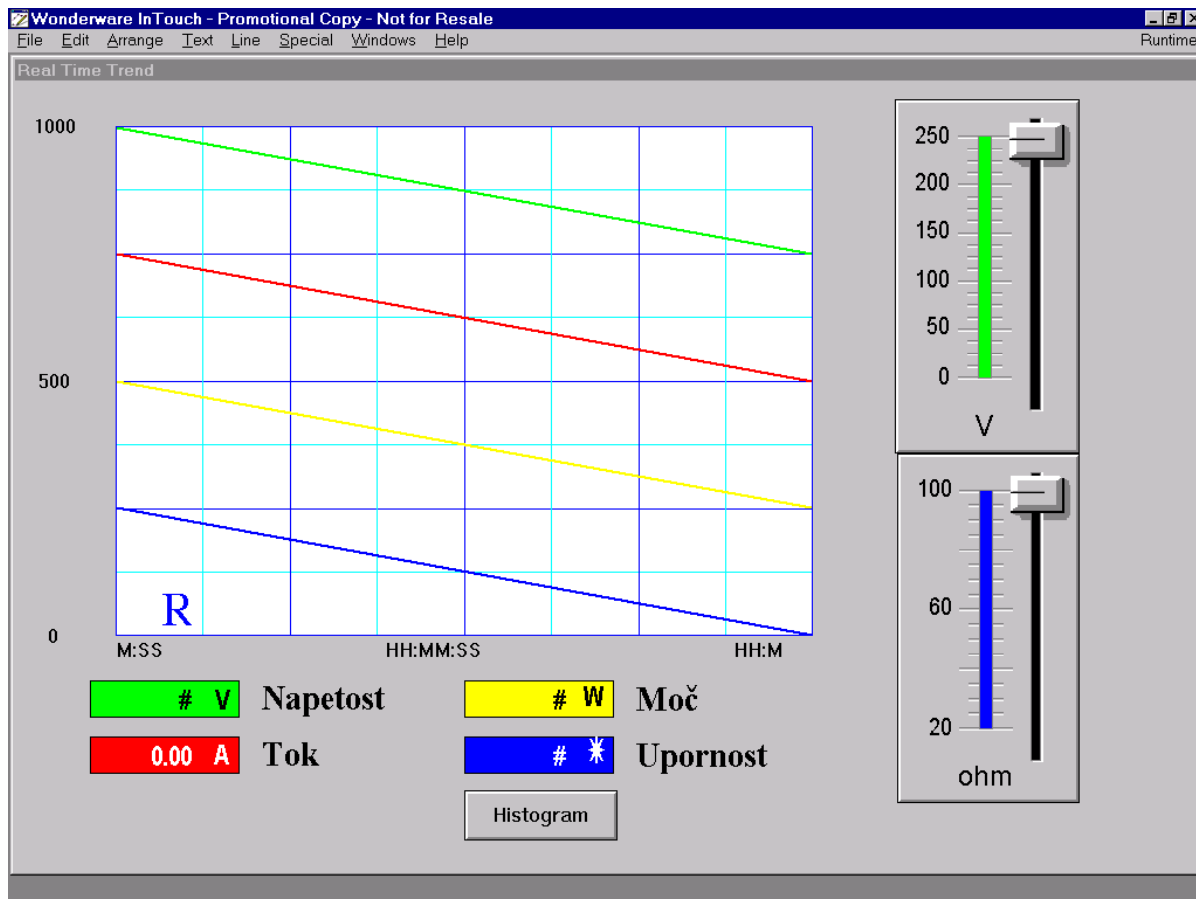 Wonderware InTouch - Promotional Copy - Not for Resale
File Edit Arrange Text Line Special Windows Help Runtime
Real Time Trend
1000
500
0
R
M:SS HH:MM:SS HH:M
# V Napetost
# W Moč
0.00 A Tok
# * Upornost
Histogram
250
200
150
100
50
0
V
100
60
20
ohm